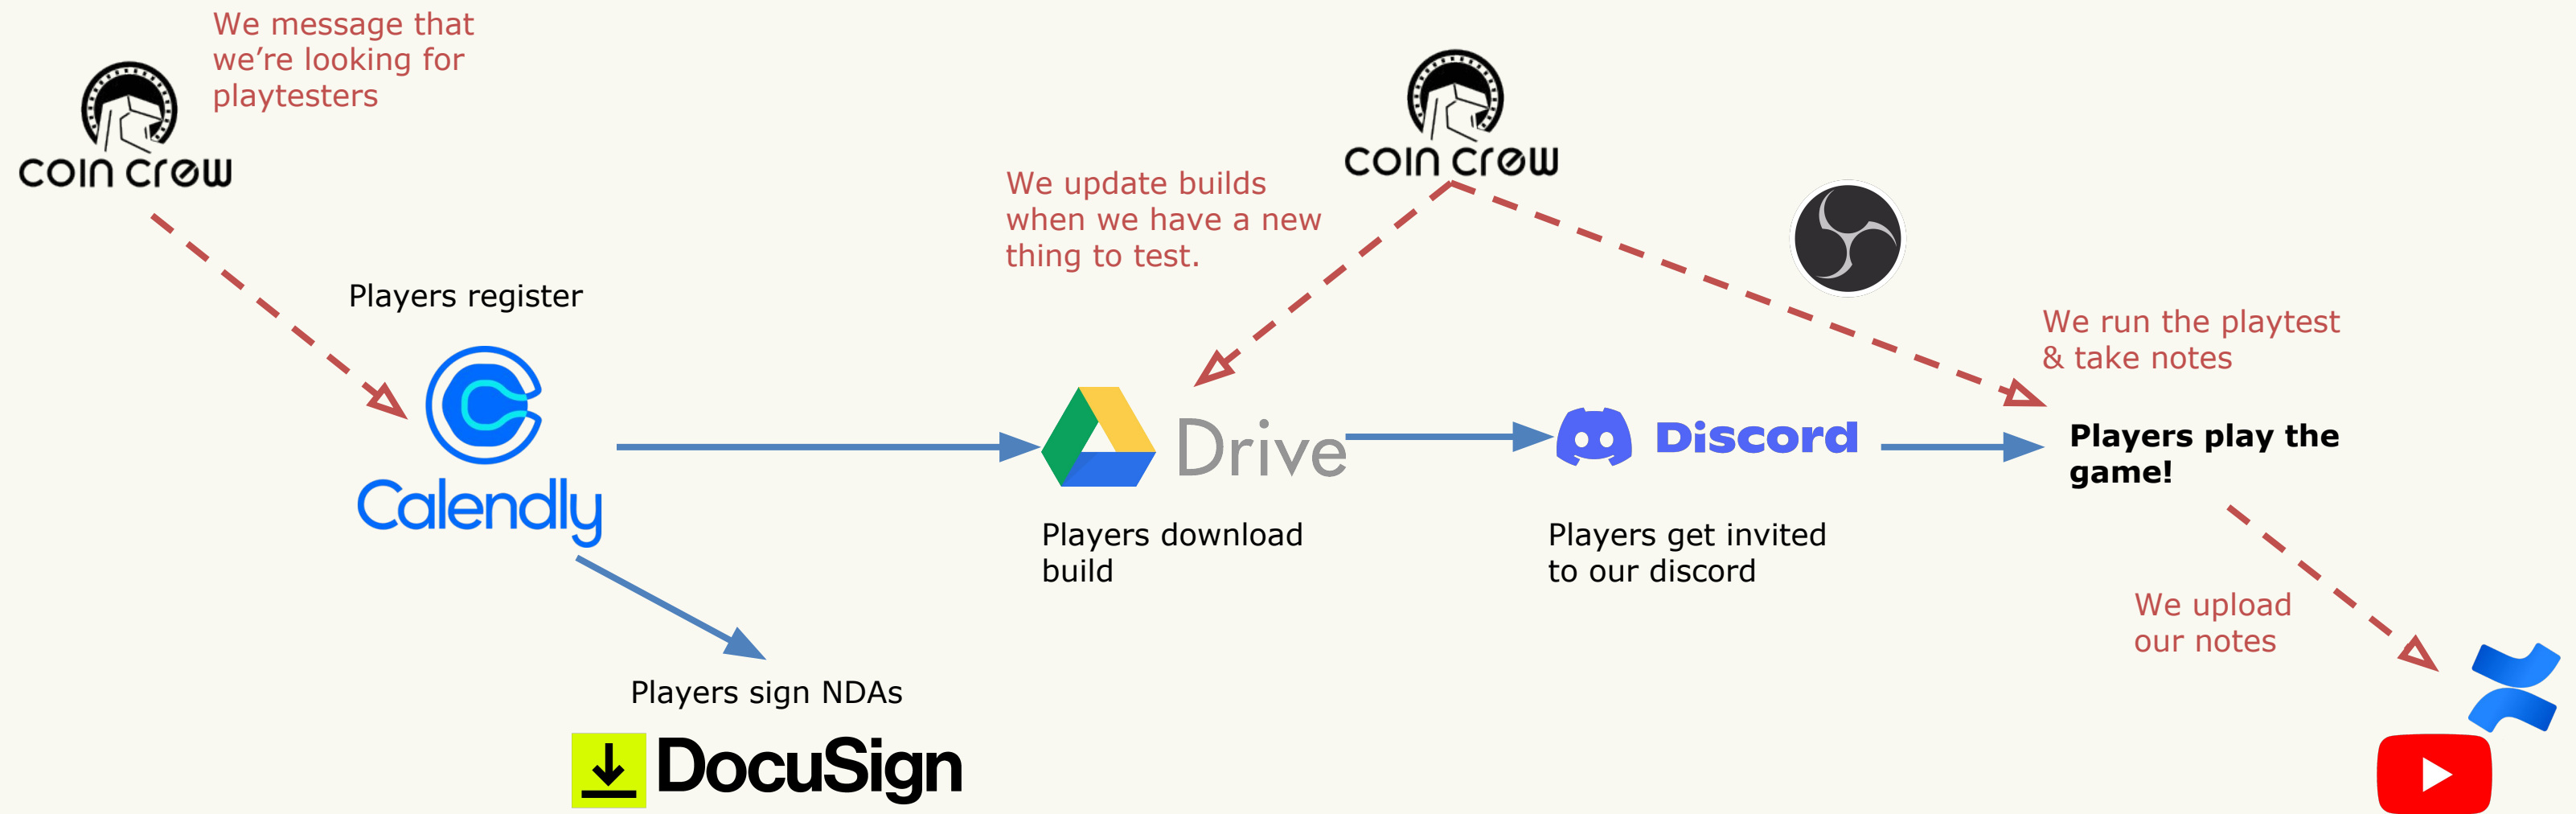 We message that
we're looking for
playtesters
coin crew
Players register
Calendly
Players sign NDAs
DocuSign
coin crew
We update builds
when we have a new
thing to test.
Drive
Players download
build
Discord
Players get invited
to our discord
We run the playtest
& take notes
Players play the
game!
We upload
our notes